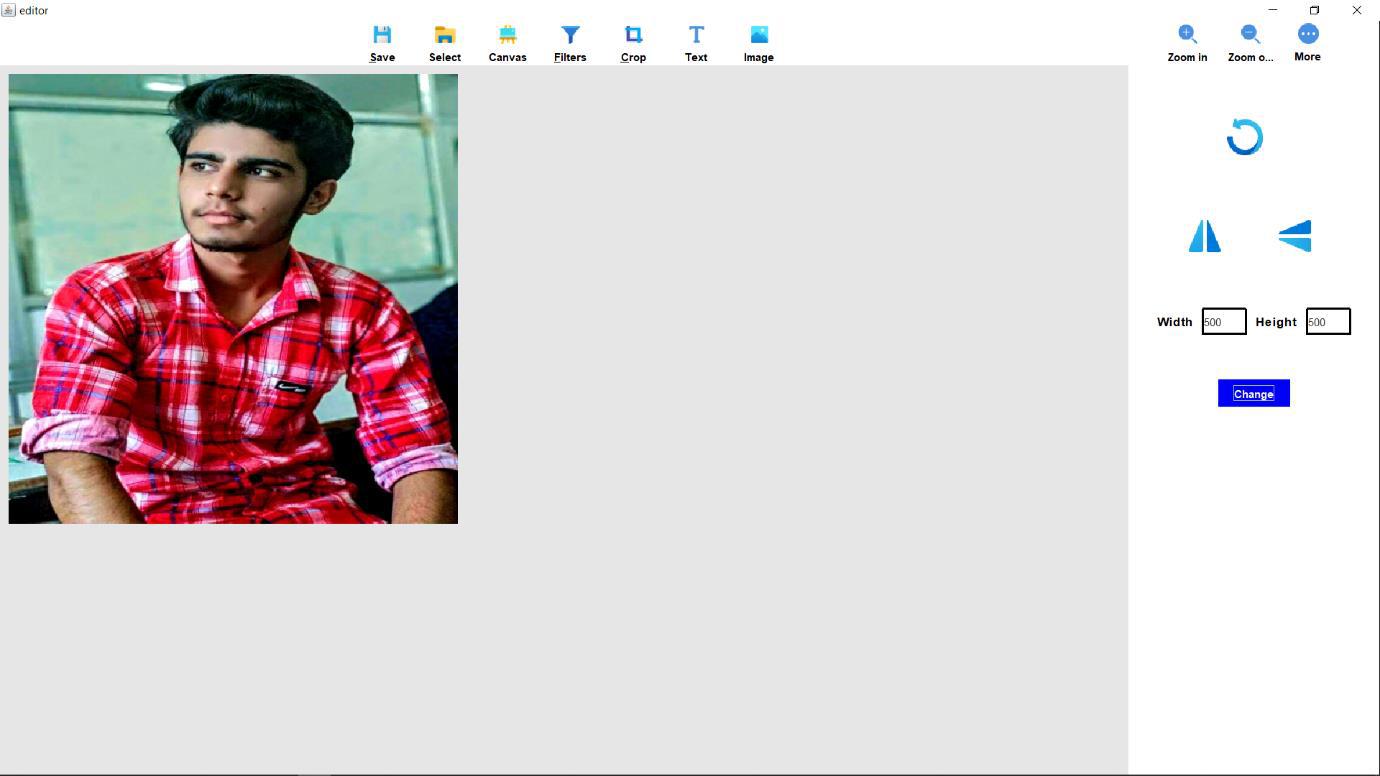 editor
Save Select Canvas Filters Crop Text Image Zoom in Zoom o... More
Width 500 Height 500
Change